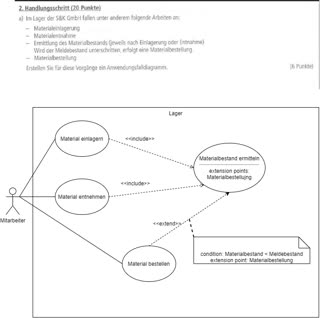 2. Handlungsschritt (20 Punkte)
a) Im Lager der S&K GmbH fallen unter anderem folgende Arbeiten an:
– Materialeinlagerung
– Materialentnahme
– Ermittlung des Materialbestands (jeweils nach Einlagerung oder Entnahme)
Wird der Meldebestand unterschritten, erfolgt eine Materialbestellung.
– Materialbestellung
Erstellen Sie für diese Vorgänge ein Anwendungsfalldiagramm.
(8 Punkte)
Lager
Material einlagern
<<include>>
Materialbestand ermitteln
extension points:
Materialbestellujng
Material entnehmen
<<include>>
Mitarbeiter
<<extend>>
Material bestellen
condition: Materialbestand < Meldebestand
extension point: Materialbestellung